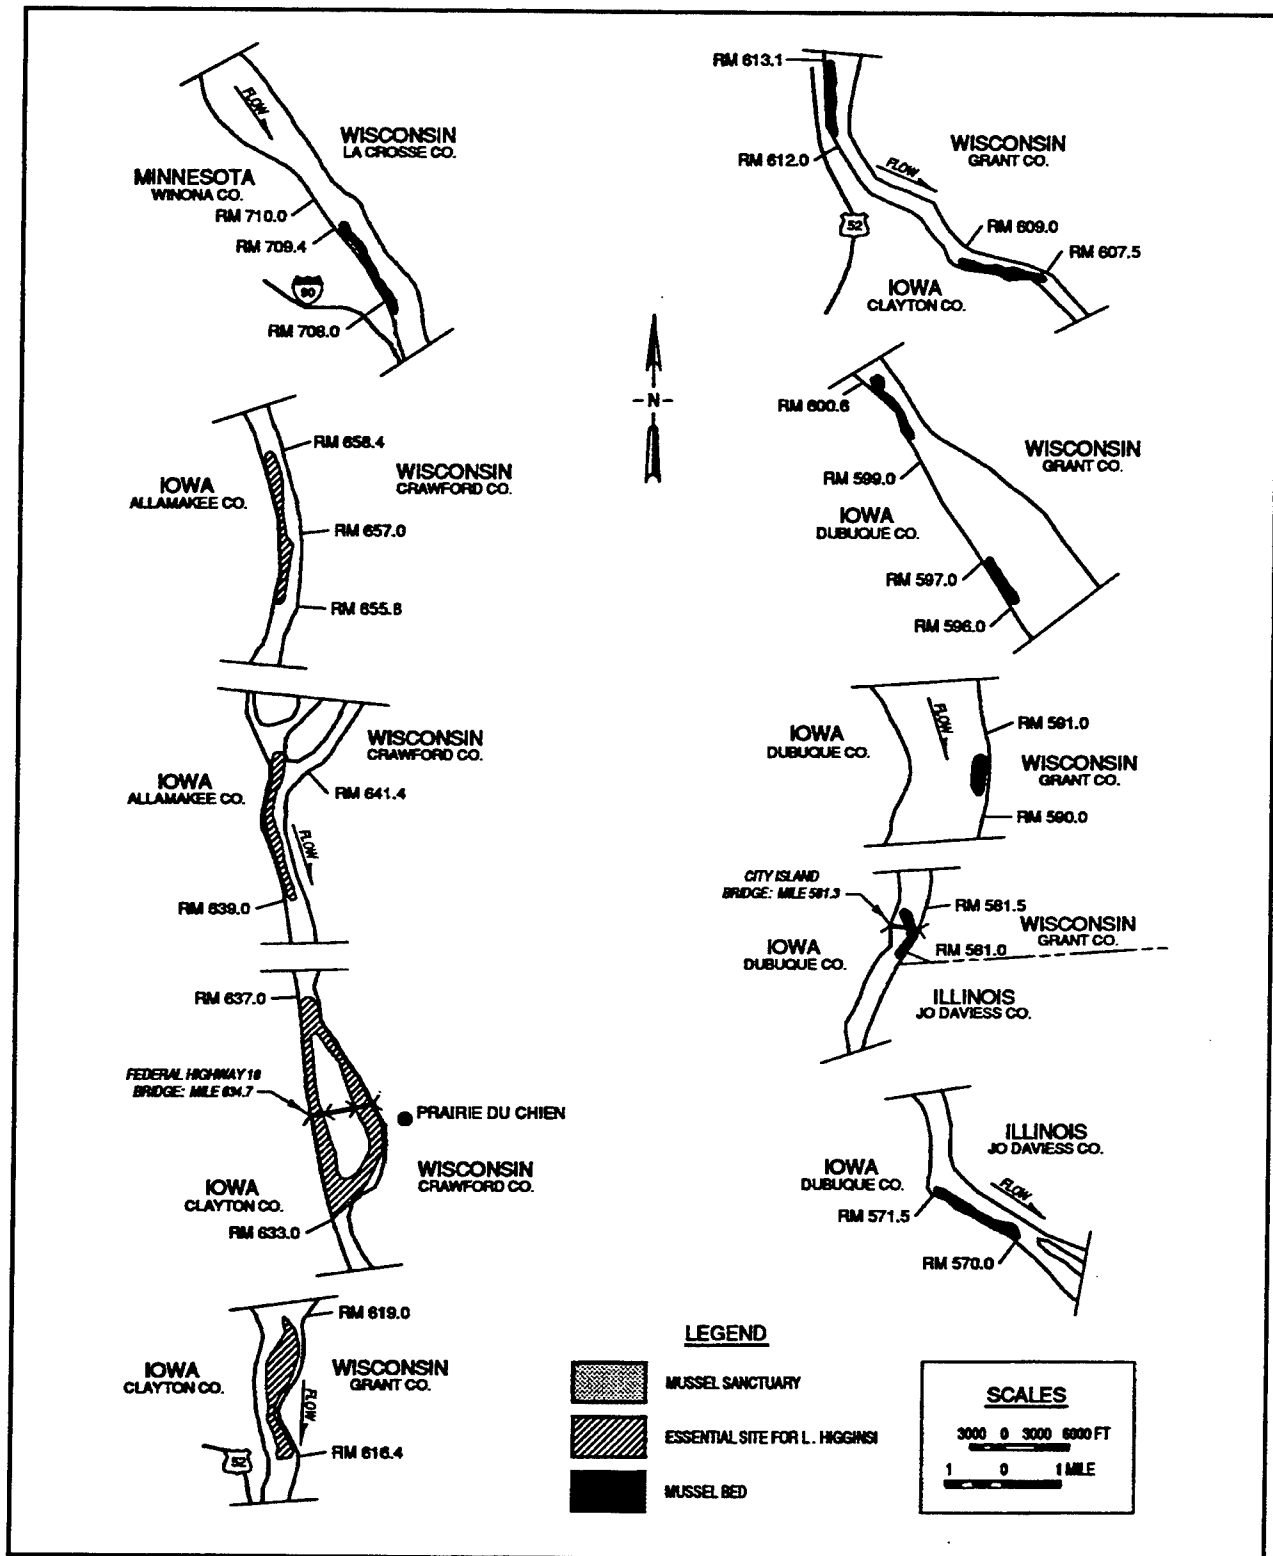 FLOW
WISCONSIN
LA CROSSE CO.
MINNESOTA
WINONA CO.
RM 710.0
RM 709.4
90
RM 708.0
RM 658.4
IOWA
ALLAMAKEE CO.
WISCONSIN
CRAWFORD CO.
RM 657.0
RM 655.8
WISCONSIN
CRAWFORD CO.
IOWA
ALLAMAKEE CO.
RM 641.4
FLOW
RM 639.0
RM 637.0
FEDERAL HIGHWAY 18
BRIDGE: MILE 634.7
PRAIRIE DU CHIEN
WISCONSIN
CRAWFORD CO.
IOWA
CLAYTON CO.
RM 633.0
RM 619.0
IOWA
CLAYTON CO.
WISCONSIN
GRANT CO.
FLOW
RM 616.4
52
-N-
RM 613.1
WISCONSIN
GRANT CO.
RM 612.0
FLOW
52
RM 609.0
RM 607.5
IOWA
CLAYTON CO.
RM 600.6
WISCONSIN
GRANT CO.
RM 599.0
IOWA
DUBUQUE CO.
RM 597.0
RM 596.0
FLOW
RM 591.0
IOWA
DUBUQUE CO.
WISCONSIN
GRANT CO.
RM 590.0
CITY ISLAND
BRIDGE: MILE 581.3
RM 581.5
WISCONSIN
GRANT CO.
IOWA
DUBUQUE CO.
RM 581.0
ILLINOIS
JO DAVIESS CO.
ILLINOIS
JO DAVIESS CO.
IOWA
DUBUQUE CO.
FLOW
RM 571.5
RM 570.0
LEGEND
MUSSEL SANCTUARY
ESSENTIAL SITE FOR L. HIGGINSI
MUSSEL BED
SCALES
3000 0 3000 6000 FT
1 0 1 MILE